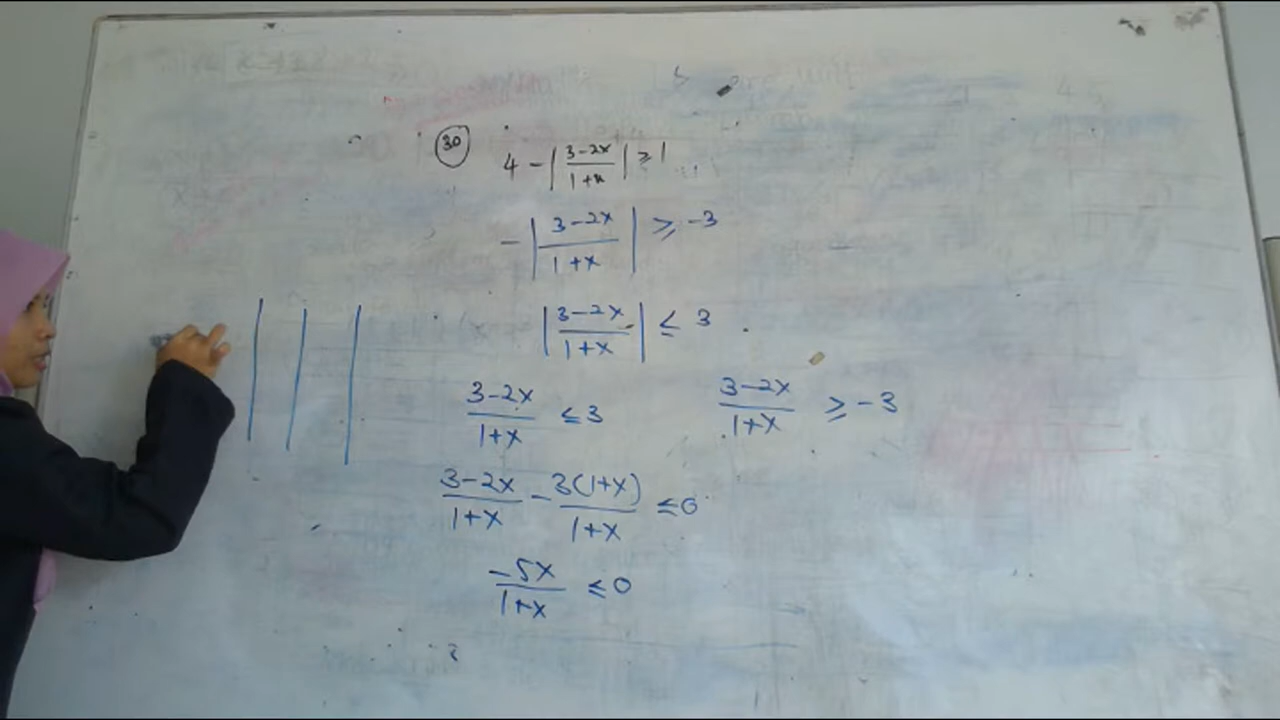 30 4 - |(3-2x)/(1+x)| ≥ 1
- |(3-2x)/(1+x)| ≥ -3
|(3-2x)/(1+x)| ≤ 3
(3-2x)/(1+x) ≤ 3 (3-2x)/(1+x) ≥ -3
(3-2x)/(1+x) - 3(1+x)/(1+x) ≤ 0
-5x/(1+x) ≤ 0